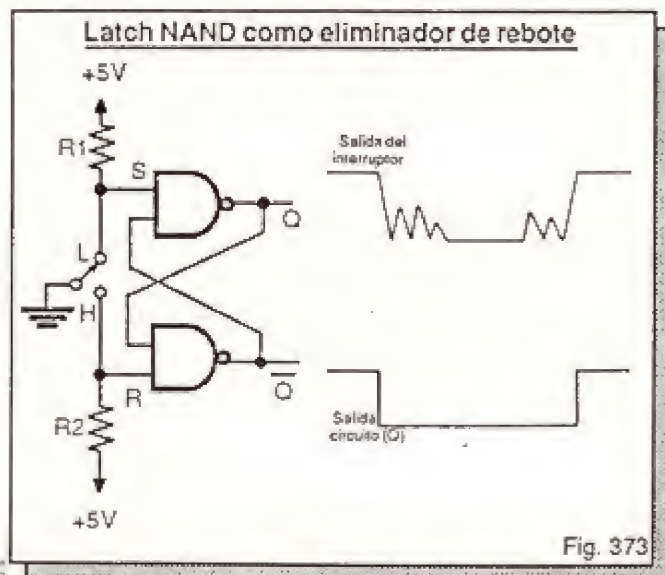 Latch NAND como eliminador de rebote
+5V
R1
S
Q
L
H
R
Q
R2
+5V
Salida del
interruptor
Salida
circuito (Q)
Fig. 373